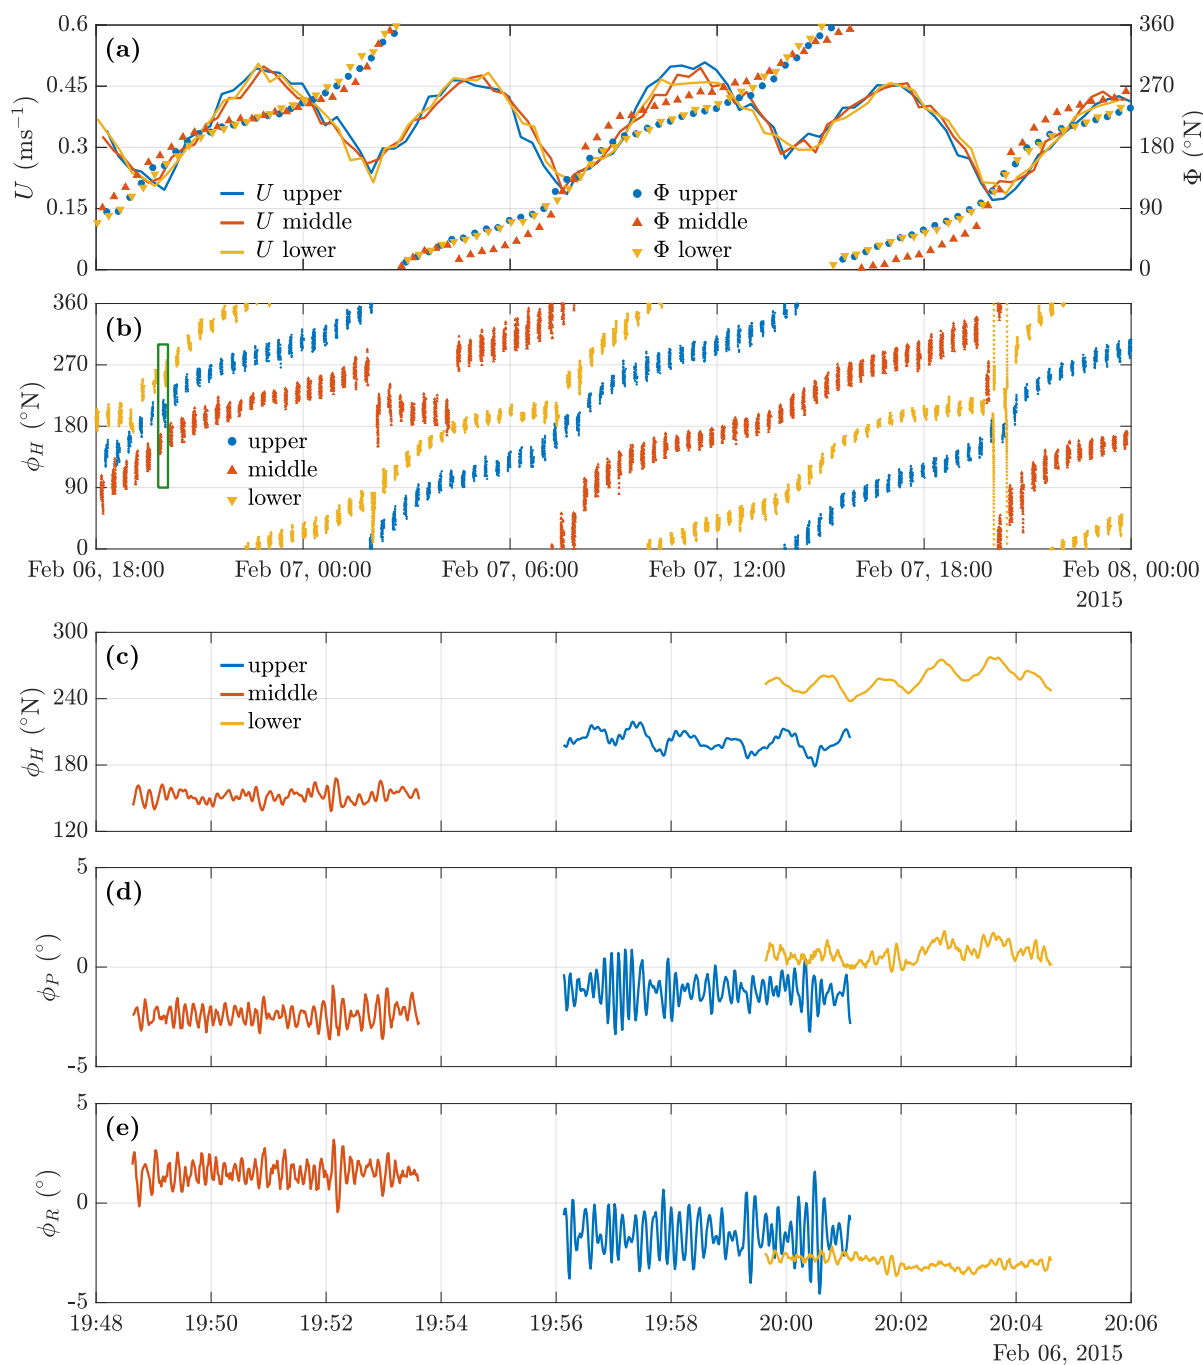 (a)
0.6
0.45
0.3
0.15
0
U (ms−1)
360
270
180
90
0
Φ (°N)
U upper
U middle
U lower
Φ upper
Φ middle
Φ lower
(b)
360
270
180
90
0
ϕH (°N)
upper
middle
lower
Feb 06, 18:00 Feb 07, 00:00 Feb 07, 06:00 Feb 07, 12:00 Feb 07, 18:00 Feb 08, 00:00
2015
(c)
300
240
180
120
ϕH (°N)
upper
middle
lower
(d)
5
0
-5
ϕP (°)
(e)
5
0
-5
ϕR (°)
19:48 19:50 19:52 19:54 19:56 19:58 20:00 20:02 20:04 20:06
Feb 06, 2015